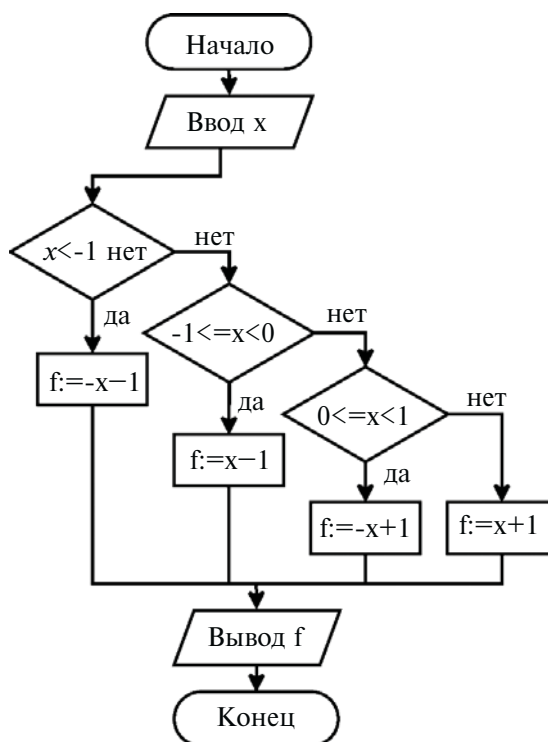 Начало
Ввод x
x<-1 нет
нет
да
-1<=x<0
нет
f:=-x−1
да
0<=x<1
нет
f:=x−1
да
f:=-x+1
f:=x+1
Вывод f
Конец